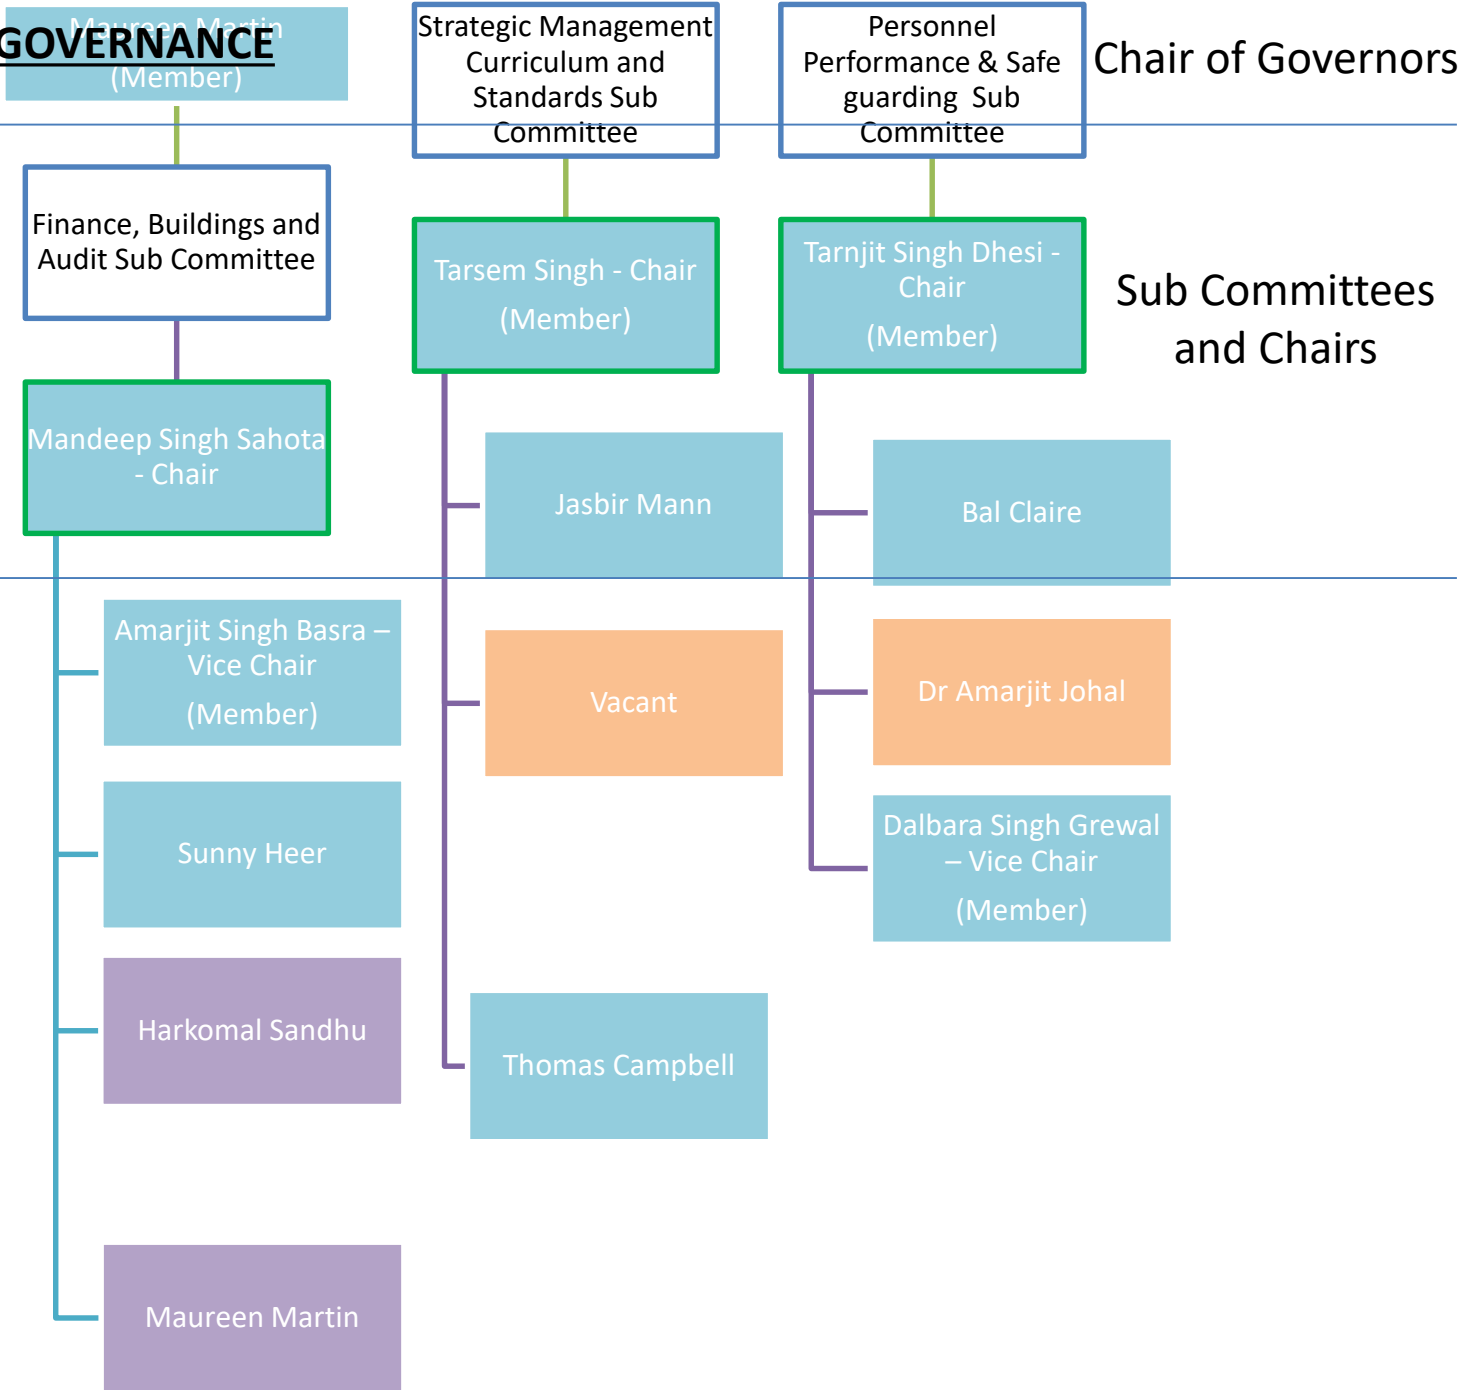 GOVERNANCE
Maureen Martin
(Member)
Strategic Management
Curriculum and
Standards Sub
Committee
Personnel
Performance & Safe
guarding Sub
Committee
Chair of Governors
Finance, Buildings and
Audit Sub Committee
Tarsem Singh - Chair
(Member)
Tarnjit Singh Dhesi -
Chair
(Member)
Sub Committees
and Chairs
Mandeep Singh Sahota
- Chair
Jasbir Mann
Bal Claire
Amarjit Singh Basra –
Vice Chair
(Member)
Vacant
Dr Amarjit Johal
Sunny Heer
Dalbara Singh Grewal
– Vice Chair
(Member)
Harkomal Sandhu
Thomas Campbell
Maureen Martin